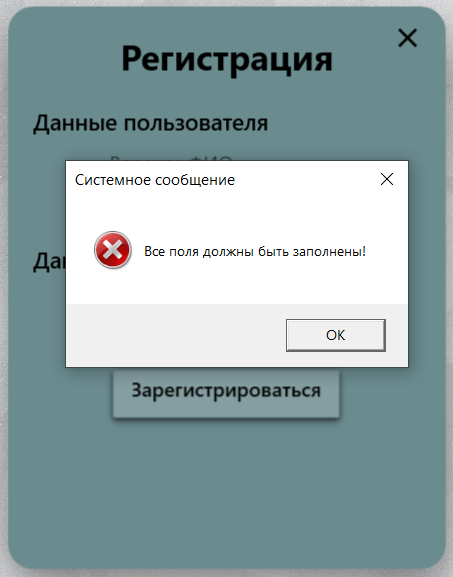 Регистрация
Данные пользователя
Системное сообщение
Все поля должны быть заполнены!
OK
Зарегистрироваться